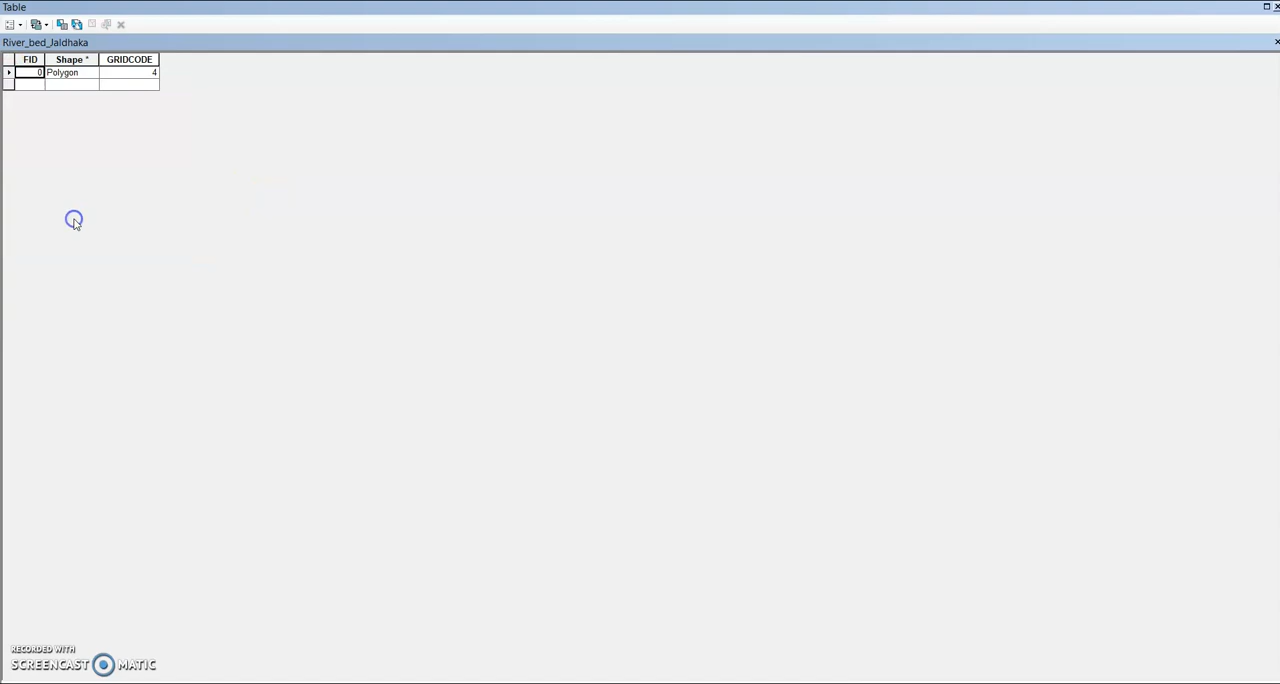 Table
River_bed_Jaldhaka
FID Shape * GRIDCODE
0 Polygon 4
RECORDED WITH
SCREENCAST MATIC